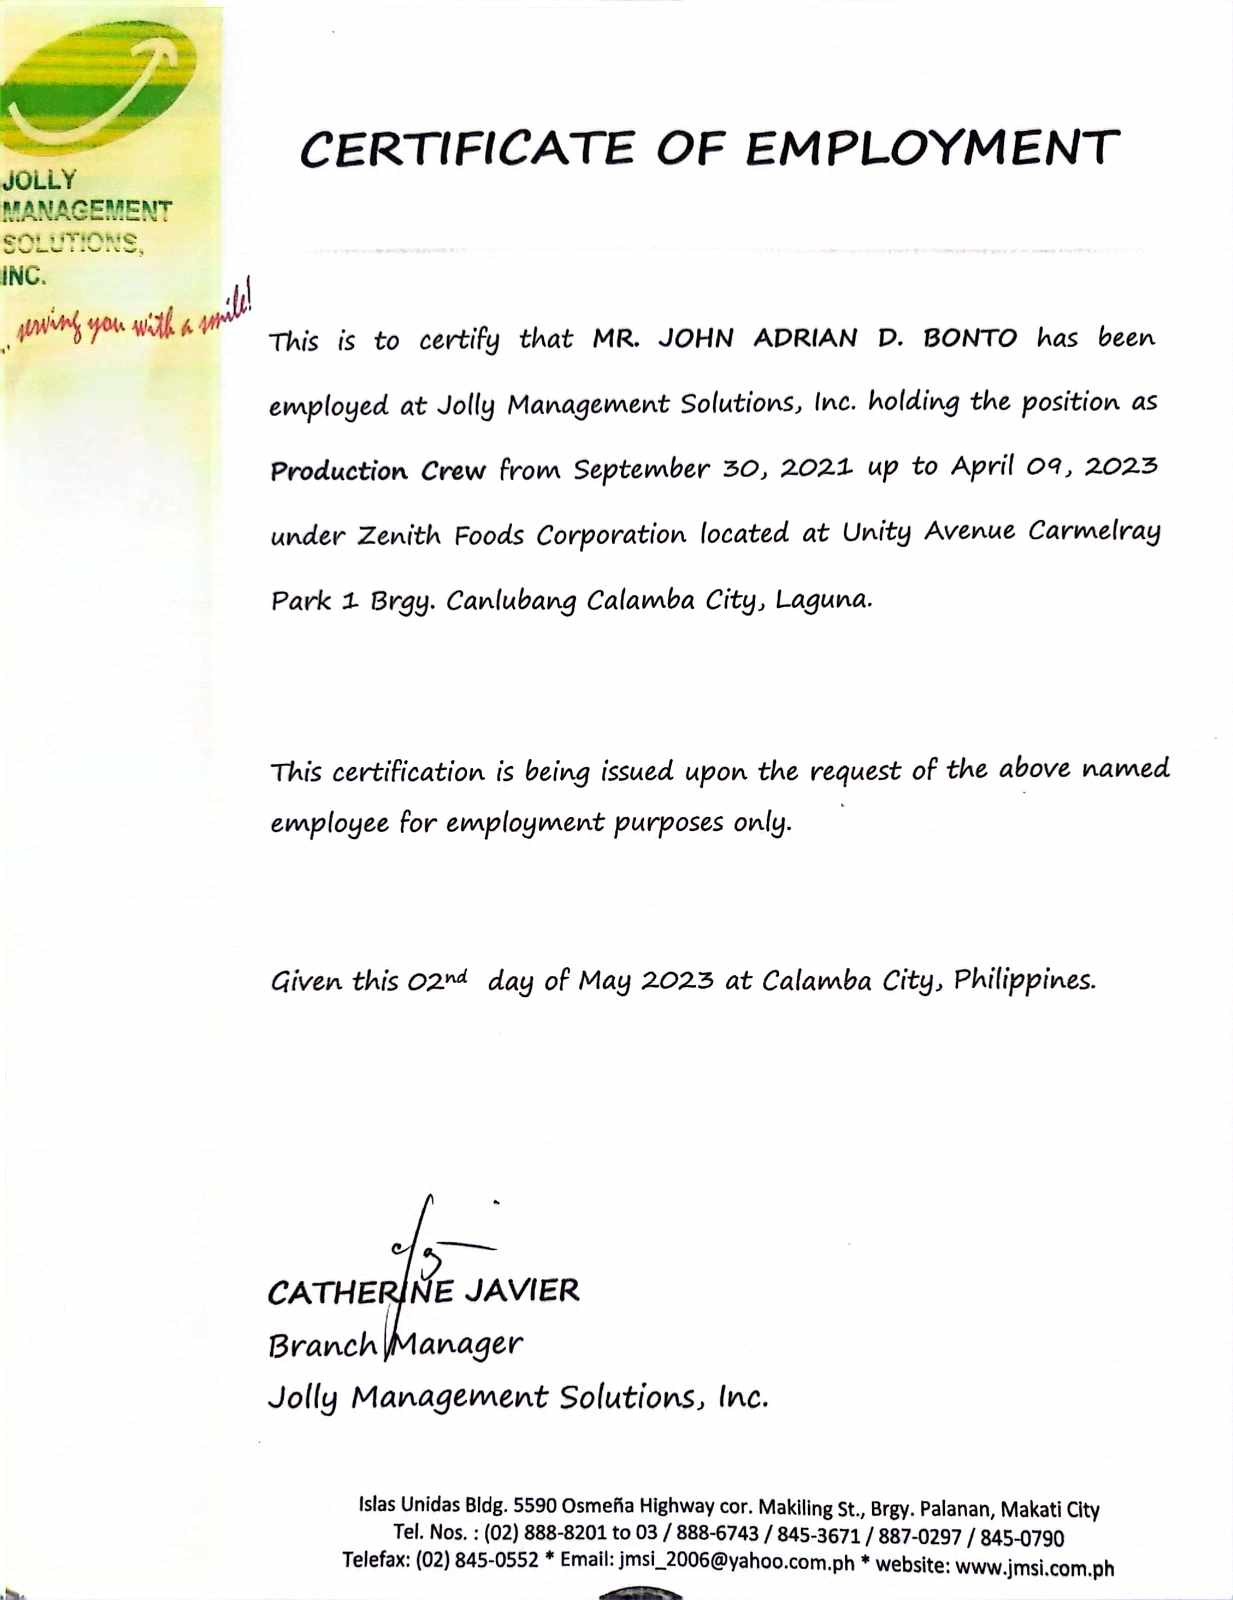 JOLLY
MANAGEMENT
SOLUTIONS,
INC.
... serving you with a smile!
CERTIFICATE OF EMPLOYMENT
This is to certify that MR. JOHN ADRIAN D. BONTO has been
employed at Jolly Management Solutions, Inc. holding the position as
Production Crew from September 30, 2021 up to April 09, 2023
under Zenith Foods Corporation located at Unity Avenue Carmelray
Park 1 Brgy. Canlubang Calamba City, Laguna.
This certification is being issued upon the request of the above named
employee for employment purposes only.
Given this 02nd day of May 2023 at Calamba City, Philippines.
CATHERINE JAVIER
Branch Manager
Jolly Management Solutions, Inc.
Islas Unidas Bldg. 5590 Osmeña Highway cor. Makiling St., Brgy. Palanan, Makati City
Tel. Nos. : (02) 888-8201 to 03 / 888-6743 / 845-3671 / 887-0297 / 845-0790
Telefax: (02) 845-0552 * Email: jmsi_2006@yahoo.com.ph * website: www.jmsi.com.ph